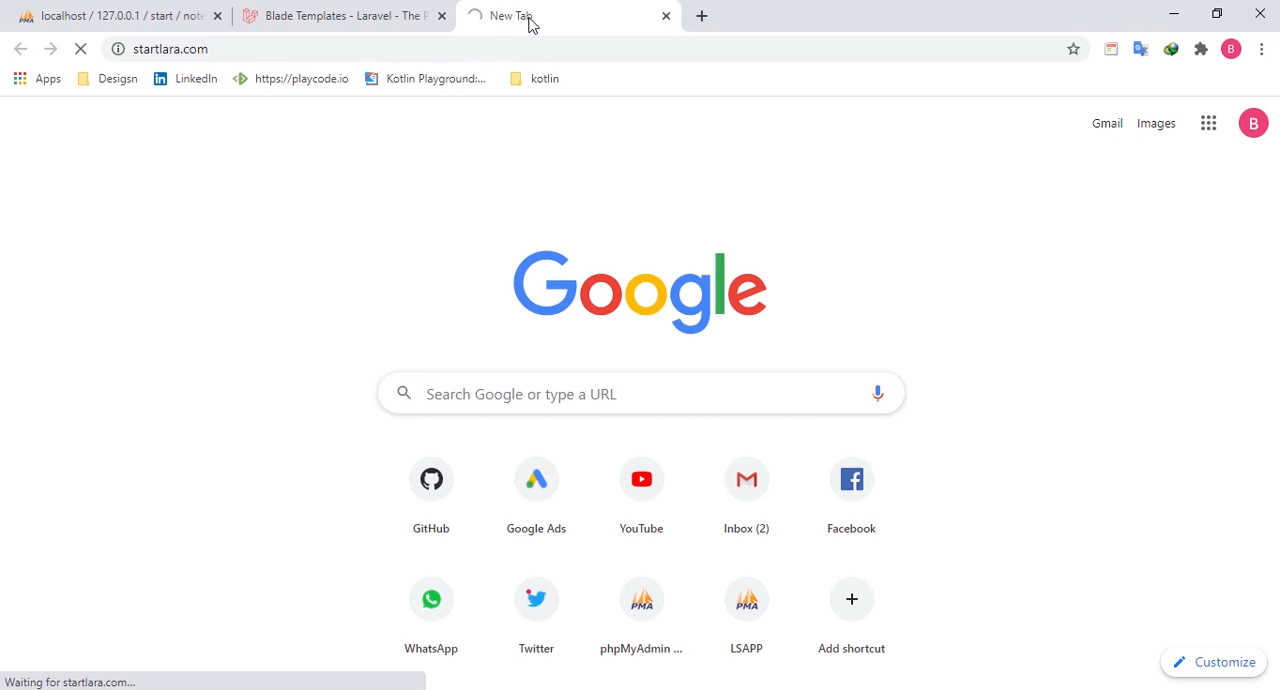 localhost / 127.0.0.1 / start / note
Blade Templates - Laravel - The P
New Tab
startlara.com
B
Apps
Desigsn
LinkedIn
https://playcode.io
Kotlin Playground:...
kotlin
Gmail
Images
B
Google
Search Google or type a URL
GitHub
Google Ads
YouTube
Inbox (2)
Facebook
PMA
PMA
WhatsApp
Twitter
phpMyAdmin ...
LSAPP
Add shortcut
Customize
Waiting for startlara.com...